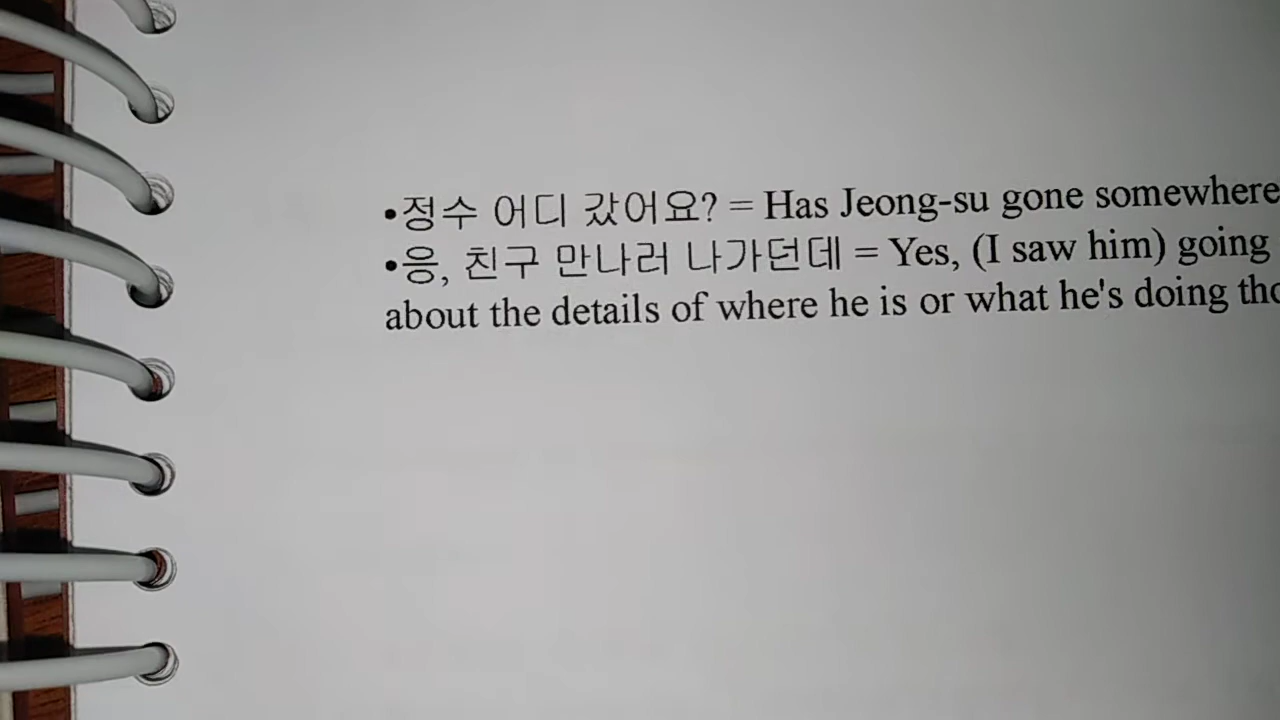 •정수 어디 갔어요? = Has Jeong-su gone somewhere
•응, 친구 만나러 나가던데 = Yes, (I saw him) going
about the details of where he is or what he's doing